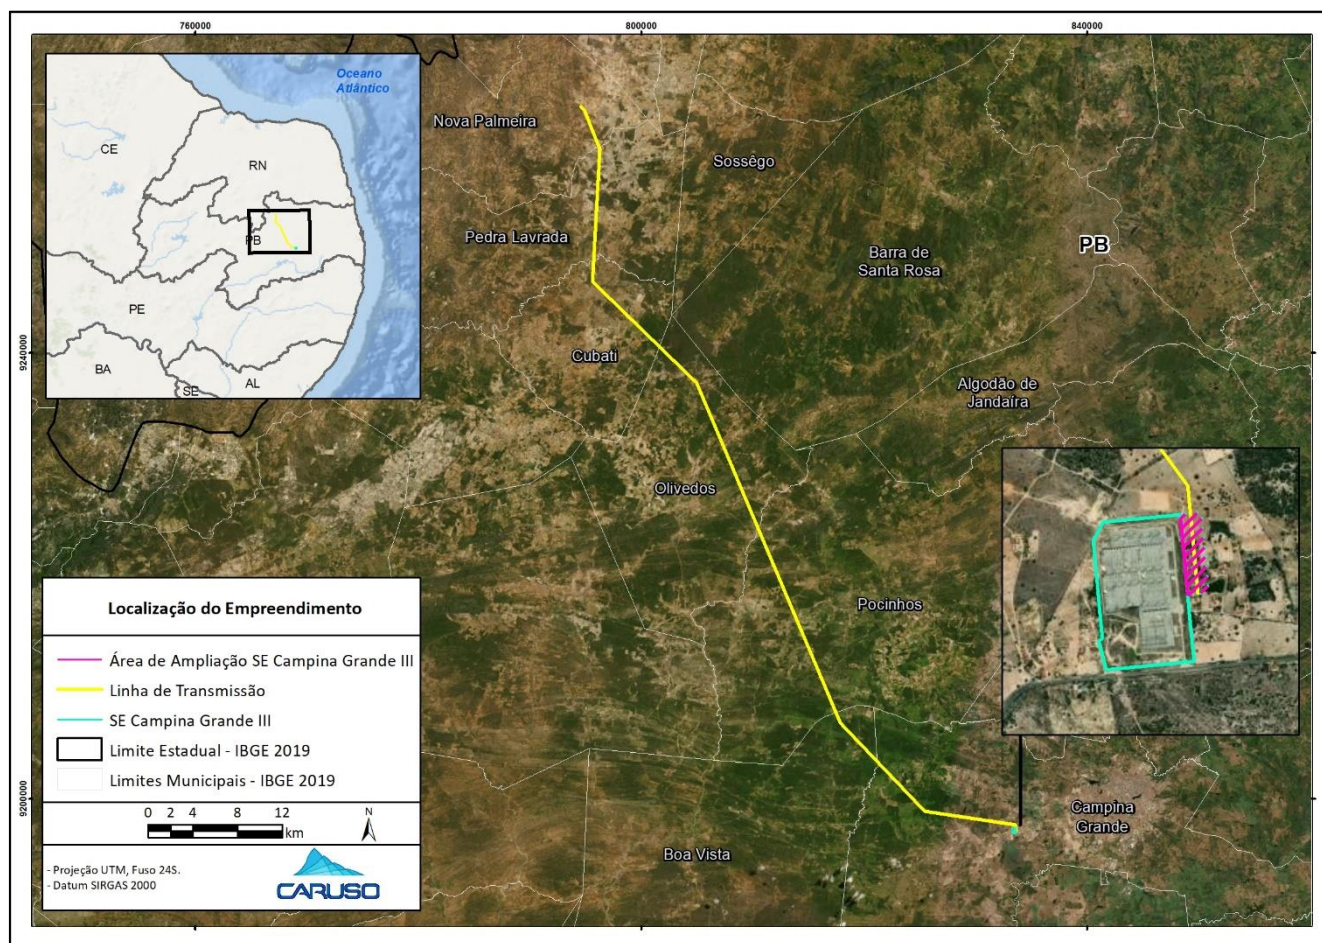 760000
800000
840000
Oceano
Atlântico
CE
RN
PB
PE
BA
SE
AL
Nova Palmeira
Sossêgo
Pedra Lavrada
Barra de
Santa Rosa
PB
9240000
Cubati
Algodão de
Jandaíra
Olivedos
Pocinhos
Localização do Empreendimento
Área de Ampliação SE Campina Grande III
Linha de Transmissão
SE Campina Grande III
Limite Estadual - IBGE 2019
Limites Municipais - IBGE 2019
9200000
0 2 4 8 12
km
N
Campina
Grande
Boa Vista
- Projeção UTM, Fuso 24S.
- Datum SIRGAS 2000
CARUSO